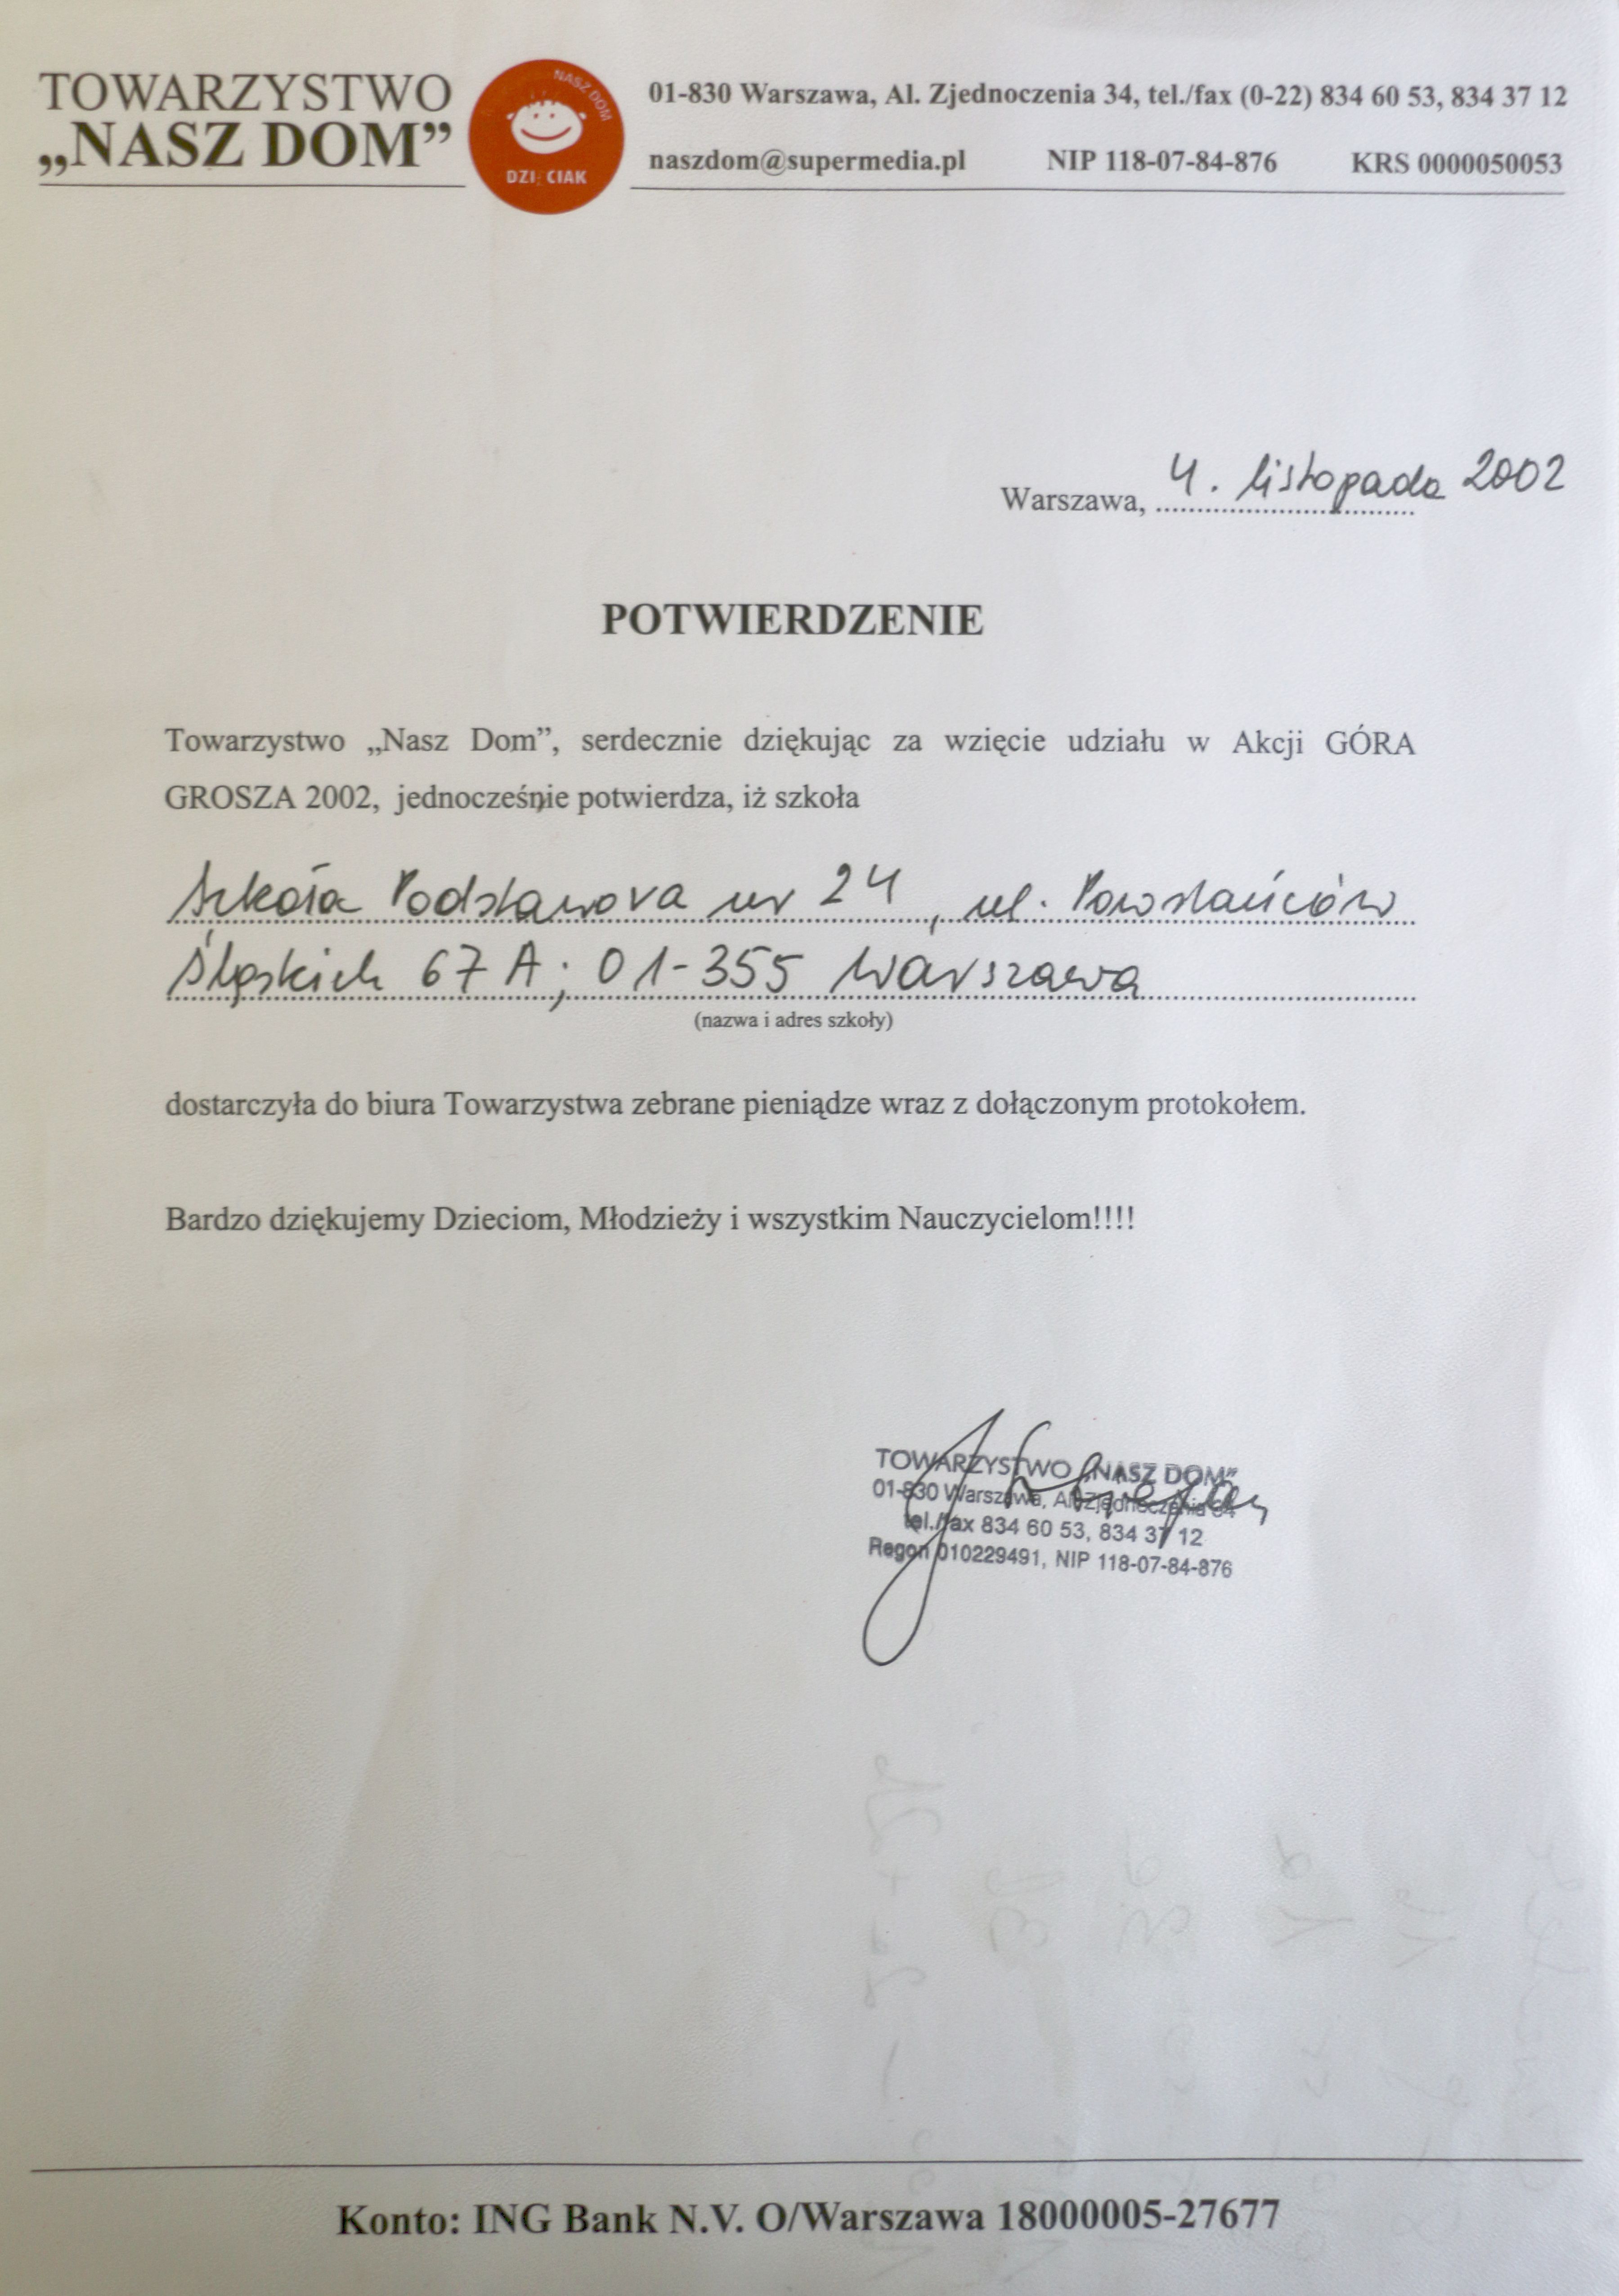 TOWARZYSTWO
„NASZ DOM”
NASZ DOM
DZI CIAK
01-830 Warszawa, Al. Zjednoczenia 34, tel./fax (0-22) 834 60 53, 834 37 12
naszdom@supermedia.pl NIP 118-07-84-876 KRS 0000050053
Warszawa, 4. listopada 2002
POTWIERDZENIE
Towarzystwo „Nasz Dom”, serdecznie dziękując za wzięcie udziału w Akcji GÓRA
GROSZA 2002, jednocześnie potwierdza, iż szkoła
Szkoła Podstawowa nr 24, ul. Powstańców
Śląskich 67 A; 01-355 Warszawa
(nazwa i adres szkoły)
dostarczyła do biura Towarzystwa zebrane pieniądze wraz z dołączonym protokołem.
Bardzo dziękujemy Dzieciom, Młodzieży i wszystkim Nauczycielom!!!!
TOWARZYSTWO „NASZ DOM”
01-830 Warszawa, Al. Zjednoczenia 34
tel./fax 834 60 53, 834 37 12
Regon 010229491, NIP 118-07-84-876
Konto: ING Bank N.V. O/Warszawa 18000005-27677